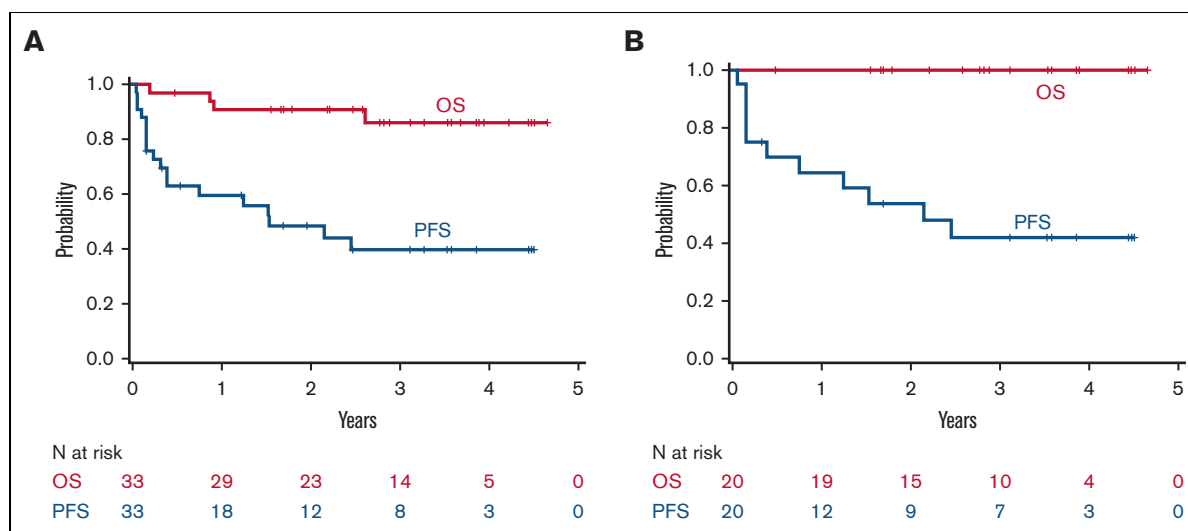 A
Probability
1.0
0.8
0.6
0.4
0.2
0.0
OS
PFS
0 1 2 3 4 5
Years
N at risk
OS 33 29 23 14 5 0
PFS 33 18 12 8 3 0
B
Probability
1.0
0.8
0.6
0.4
0.2
0.0
OS
PFS
0 1 2 3 4 5
Years
N at risk
OS 20 19 15 10 4 0
PFS 20 12 9 7 3 0